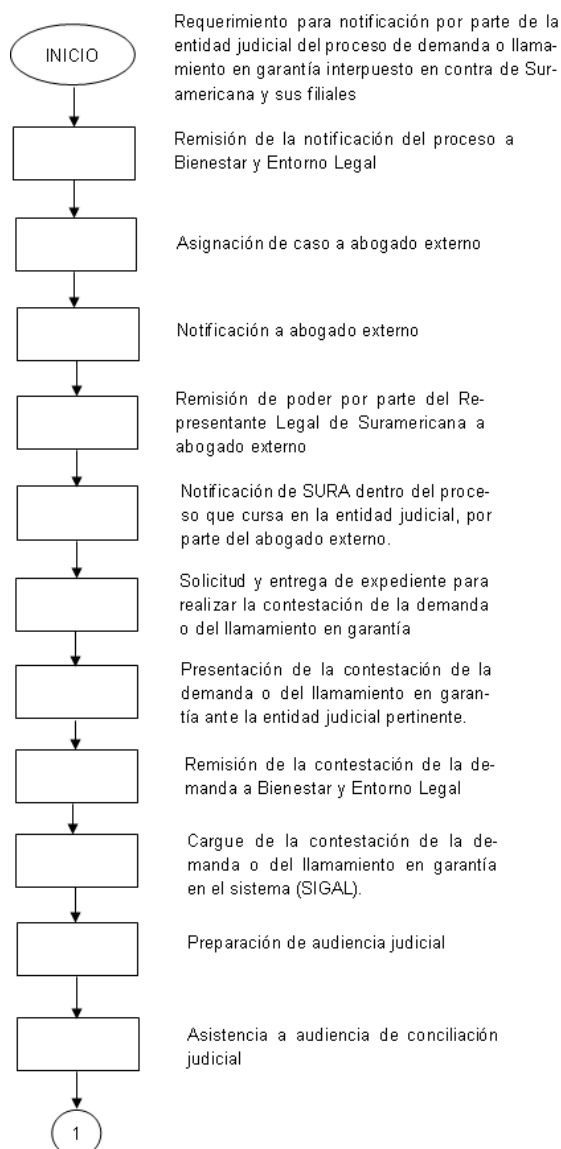 INICIO
Requerimiento para notificación por parte de la
entidad judicial del proceso de demanda o llama-
miento en garantía interpuesto en contra de Sur-
americana y sus filiales
Remisión de la notificación del proceso a
Bienestar y Entorno Legal
Asignación de caso a abogado externo
Notificación a abogado externo
Remisión de poder por parte del Re-
presentante Legal de Suramericana a
abogado externo
Notificación de SURA dentro del proce-
so que cursa en la entidad judicial, por
parte del abogado externo.
Solicitud y entrega de expediente para
realizar la contestación de la demanda
o del llamamiento en garantía
Presentación de la contestación de la
demanda o del llamamiento en garan-
tía ante la entidad judicial pertinente.
Remisión de la contestación de la de-
manda a Bienestar y Entorno Legal
Cargue de la contestación de la de-
manda o del llamamiento en garantía
en el sistema (SIGAL).
Preparación de audiencia judicial
Asistencia a audiencia de conciliación
judicial
1